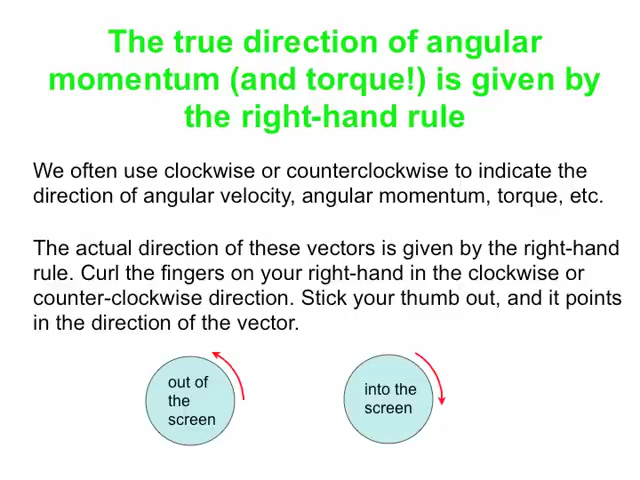 The true direction of angular
momentum (and torque!) is given by
the right-hand rule
We often use clockwise or counterclockwise to indicate the
direction of angular velocity, angular momentum, torque, etc.
The actual direction of these vectors is given by the right-hand
rule. Curl the fingers on your right-hand in the clockwise or
counter-clockwise direction. Stick your thumb out, and it points
in the direction of the vector.
out of
the
screen
into the
screen